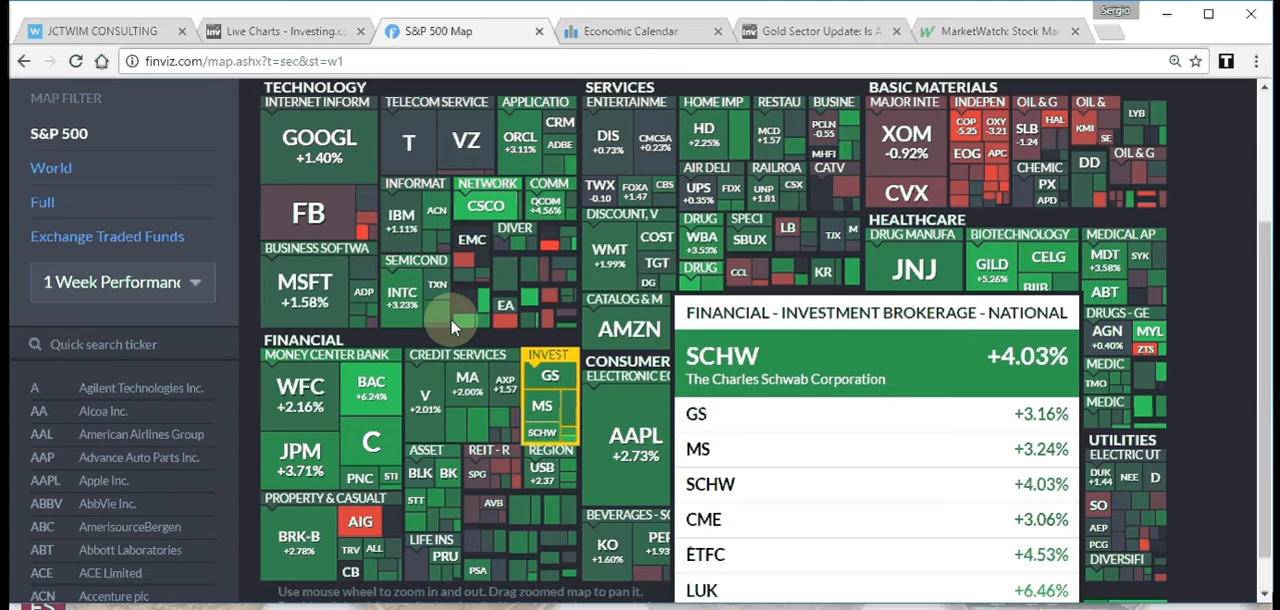 Sergio
JCTWIM CONSULTING
Live Charts - Investing.cc
S&P 500 Map
Economic Calendar
Gold Sector Update: Is A
MarketWatch: Stock Mar
finviz.com/map.ashx?t=sec&st=w1
MAP FILTER
S&P 500
World
Full
Exchange Traded Funds
1 Week Performanc
Quick search ticker
A Agilent Technologies Inc.
AA Alcoa Inc.
AAL American Airlines Group
AAP Advance Auto Parts Inc.
AAPL Apple Inc.
ABBV AbbVie Inc.
ABC AmerisourceBergen
ABT Abbott Laboratories
ACE ACE Limited
ACN Accenture plc
TECHNOLOGY
INTERNET INFORM
GOOGL
+1.40%
FB
TELECOM SERVICE
T
VZ
APPLICATIO
ORCL
+3.11%
CRM
ADBE
INFORMAT
IBM
+1.11%
ACN
NETWORK
CSCO
COMM
QCOM
+4.56%
EMC
DIVER
BUSINESS SOFTWA
MSFT
+1.58%
ADP
SEMICOND
INTC
+3.23%
TXN
EA
SERVICES
ENTERTAINME
DIS
+0.73%
CMCSA
+0.23%
TWX
-0.10
FOXA
+1.47
CBS
HOME IMP
HD
+2.25%
RESTAU
MCD
+1.57
BUSINE
PCLN
-0.55
MHFI
AIR DELI
UPS
+0.35%
FDX
RAILROA
UNP
+1.81
CSX
CATV
DISCOUNT, V
WMT
+1.99%
COST
TGT
DG
DRUG
WBA
+3.53%
DRUG
SPECI
SBUX
LB
TJX
M
CCL
KR
CATALOG & M
AMZN
BASIC MATERIALS
MAJOR INTE
XOM
-0.92%
CVX
INDEPEN
COP
-5.25
OXY
-3.21
EOG
APC
OIL & G
SLB
-1.24
HAL
OIL &
KMI
SE
LYB
CHEMIC
PX
APD
DD
OIL & G
HEALTHCARE
DRUG MANUFA
JNJ
BIOTECHNOLOGY
GILD
+5.26%
CELG
BIIB
MEDICAL AP
MDT
+3.58%
SYK
ABT
DRUGS - GE
AGN
+0.40%
MYL
ZTS
MEDIC
TMO
MEDIC
FINANCIAL
MONEY CENTER BANK
WFC
+2.16%
BAC
+6.24%
JPM
+3.71%
C
PNC
STI
CREDIT SERVICES
V
+2.01%
MA
+2.00%
AXP
+1.57
INVEST
GS
MS
SCHW
ASSET
BLK
BK
STT
REIT - R
SPG
AVB
REGION
USB
+2.37
PROPERTY & CASUALT
BRK-B
+2.78%
AIG
TRV
ALL
CB
LIFE INS
PRU
PSA
CONSUMER
ELECTRONIC EC
AAPL
+2.73%
BEVERAGES - SO
KO
+1.60%
PEP
+1.93
FINANCIAL - INVESTMENT BROKERAGE - NATIONAL
SCHW +4.03%
The Charles Schwab Corporation
GS +3.16%
MS +3.24%
SCHW +4.03%
CME +3.06%
ETFC +4.53%
LUK +6.46%
UTILITIES
ELECTRIC UT
DUK
+1.44
NEE
D
SO
AEP
PCG
DIVERSIFI
Use mouse wheel to zoom in and out. Drag zoomed map to pan it.